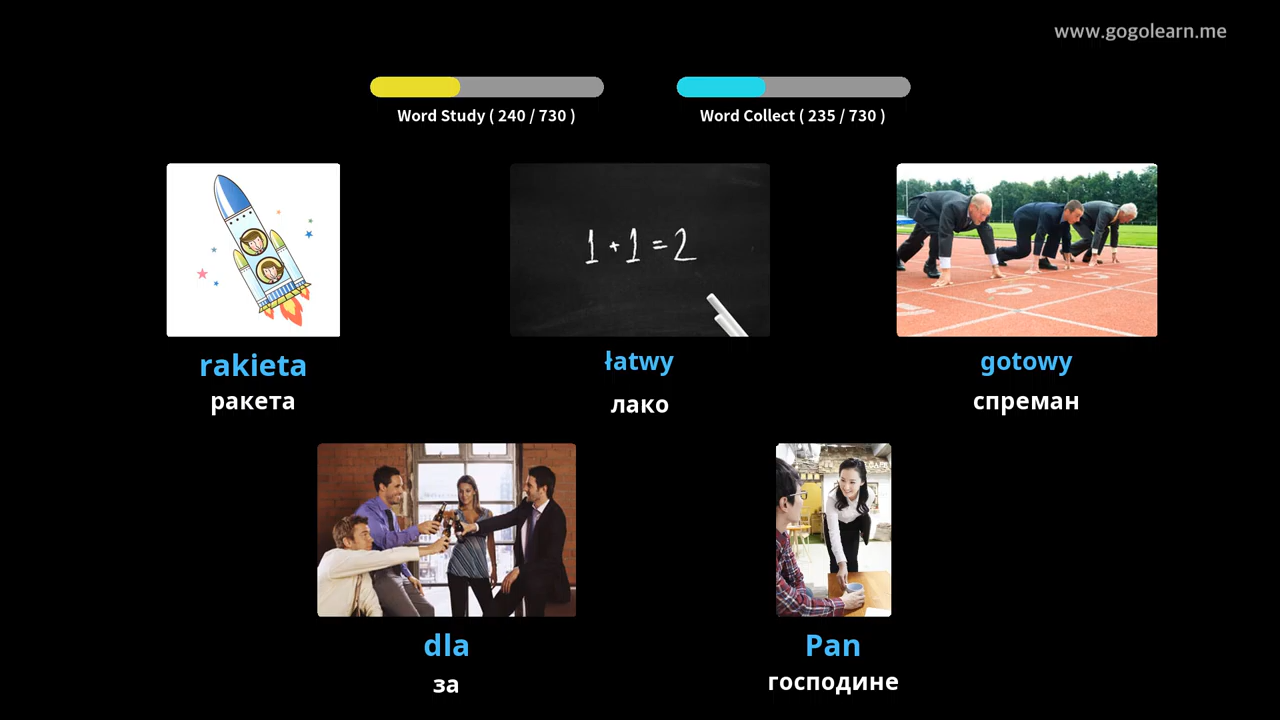 www.gogolearn.me
Word Study ( 240 / 730 )
Word Collect ( 235 / 730 )
1 + 1 = 2
rakieta
ракета
łatwy
лако
gotowy
спреман
dla
за
Pan
господине